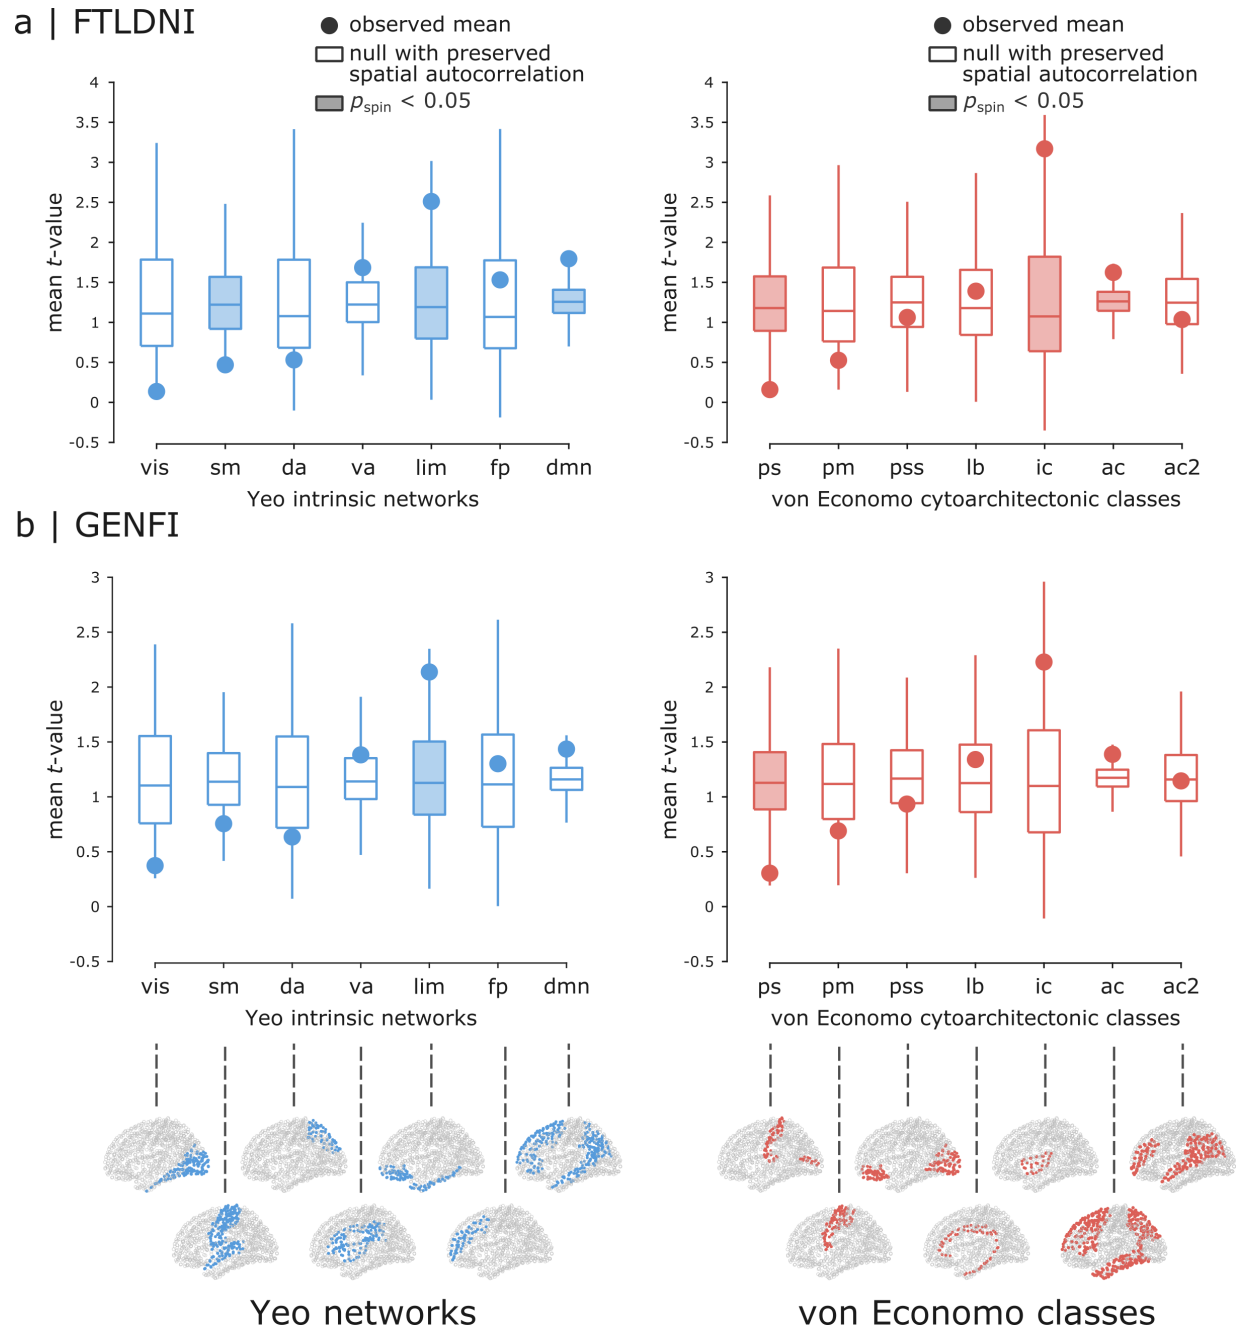 a | FTLDNI
observed mean
null with preserved
spatial autocorrelation
pspin < 0.05
observed mean
null with preserved
spatial autocorrelation
pspin < 0.05
mean t-value
4
3.5
3
2.5
2
1.5
1
0.5
0
-0.5
vis sm da va lim fp dmn
Yeo intrinsic networks
mean t-value
4
3.5
3
2.5
2
1.5
1
0.5
0
-0.5
ps pm pss lb ic ac ac2
von Economo cytoarchitectonic classes
b | GENFI
mean t-value
3
2.5
2
1.5
1
0.5
0
-0.5
vis sm da va lim fp dmn
Yeo intrinsic networks
mean t-value
3
2.5
2
1.5
1
0.5
0
-0.5
ps pm pss lb ic ac ac2
von Economo cytoarchitectonic classes
Yeo networks
von Economo classes